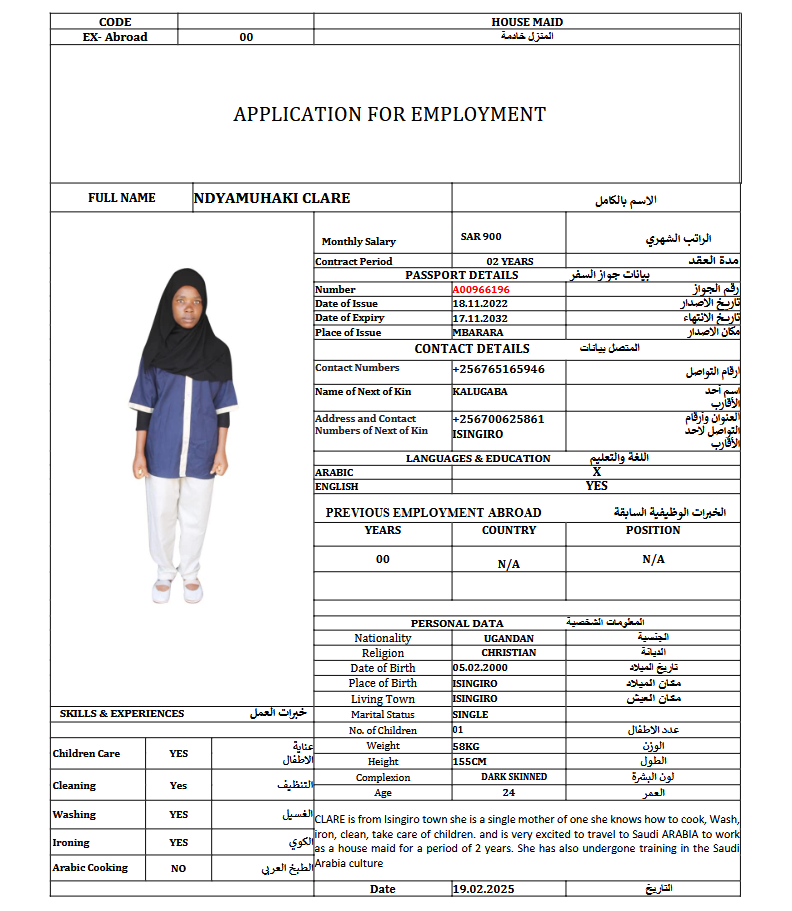 CODE HOUSE MAID
EX- Abroad 00 المنزل خادمة
APPLICATION FOR EMPLOYMENT
FULL NAME NDYAMUHAKI CLARE الاسم بالكامل
Monthly Salary SAR 900 الراتب الشهري
Contract Period 02 YEARS مدة العقد
PASSPORT DETAILS بيانات جواز السفر
Number A00966196 رقم الجواز
Date of Issue 18.11.2022 تاريخ الاصدار
Date of Expiry 17.11.2032 تاريخ الانتهاء
Place of Issue MBARARA مكان الاصدار
CONTACT DETAILS المتصل بيانات
Contact Numbers +256765165946 ارقام التواصل
Name of Next of Kin KALUGABA اسم أحد
الأقارب
Address and Contact +256700625861 العنوان وأرقام
Numbers of Next of Kin ISINGIRO التواصل لاحد
الأقارب
LANGUAGES & EDUCATION اللغة والتعليم
ARABIC X
ENGLISH YES
PREVIOUS EMPLOYMENT ABROAD الخبرات الوظيفية السابقة
YEARS COUNTRY POSITION
00 N/A N/A
PERSONAL DATA المعلومات الشخصية
Nationality UGANDAN الجنسية
Religion CHRISTIAN الديانة
Date of Birth 05.02.2000 تاريخ الميلاد
Place of Birth ISINGIRO مكان الميلاد
Living Town ISINGIRO مكان العيش
Marital Status SINGLE
No. of Children 01 عدد الاطفال
Weight 58KG الوزن
Height 155CM الطول
Complexion DARK SKINNED لون البشرة
Age 24 العمر
SKILLS & EXPERIENCES خبرات العمل
Children Care YES عناية
الاطفال
Cleaning Yes التنظيف
Washing YES الغسيل
Ironing YES الكوي
Arabic Cooking NO الطبخ العربي
CLARE is from Isingiro town she is a single mother of one she knows how to cook, Wash,
iron, clean, take care of children. and is very excited to travel to Saudi ARABIA to work
as a house maid for a period of 2 years. She has also undergone training in the Saudi
Arabia culture
Date 19.02.2025 التاريخ